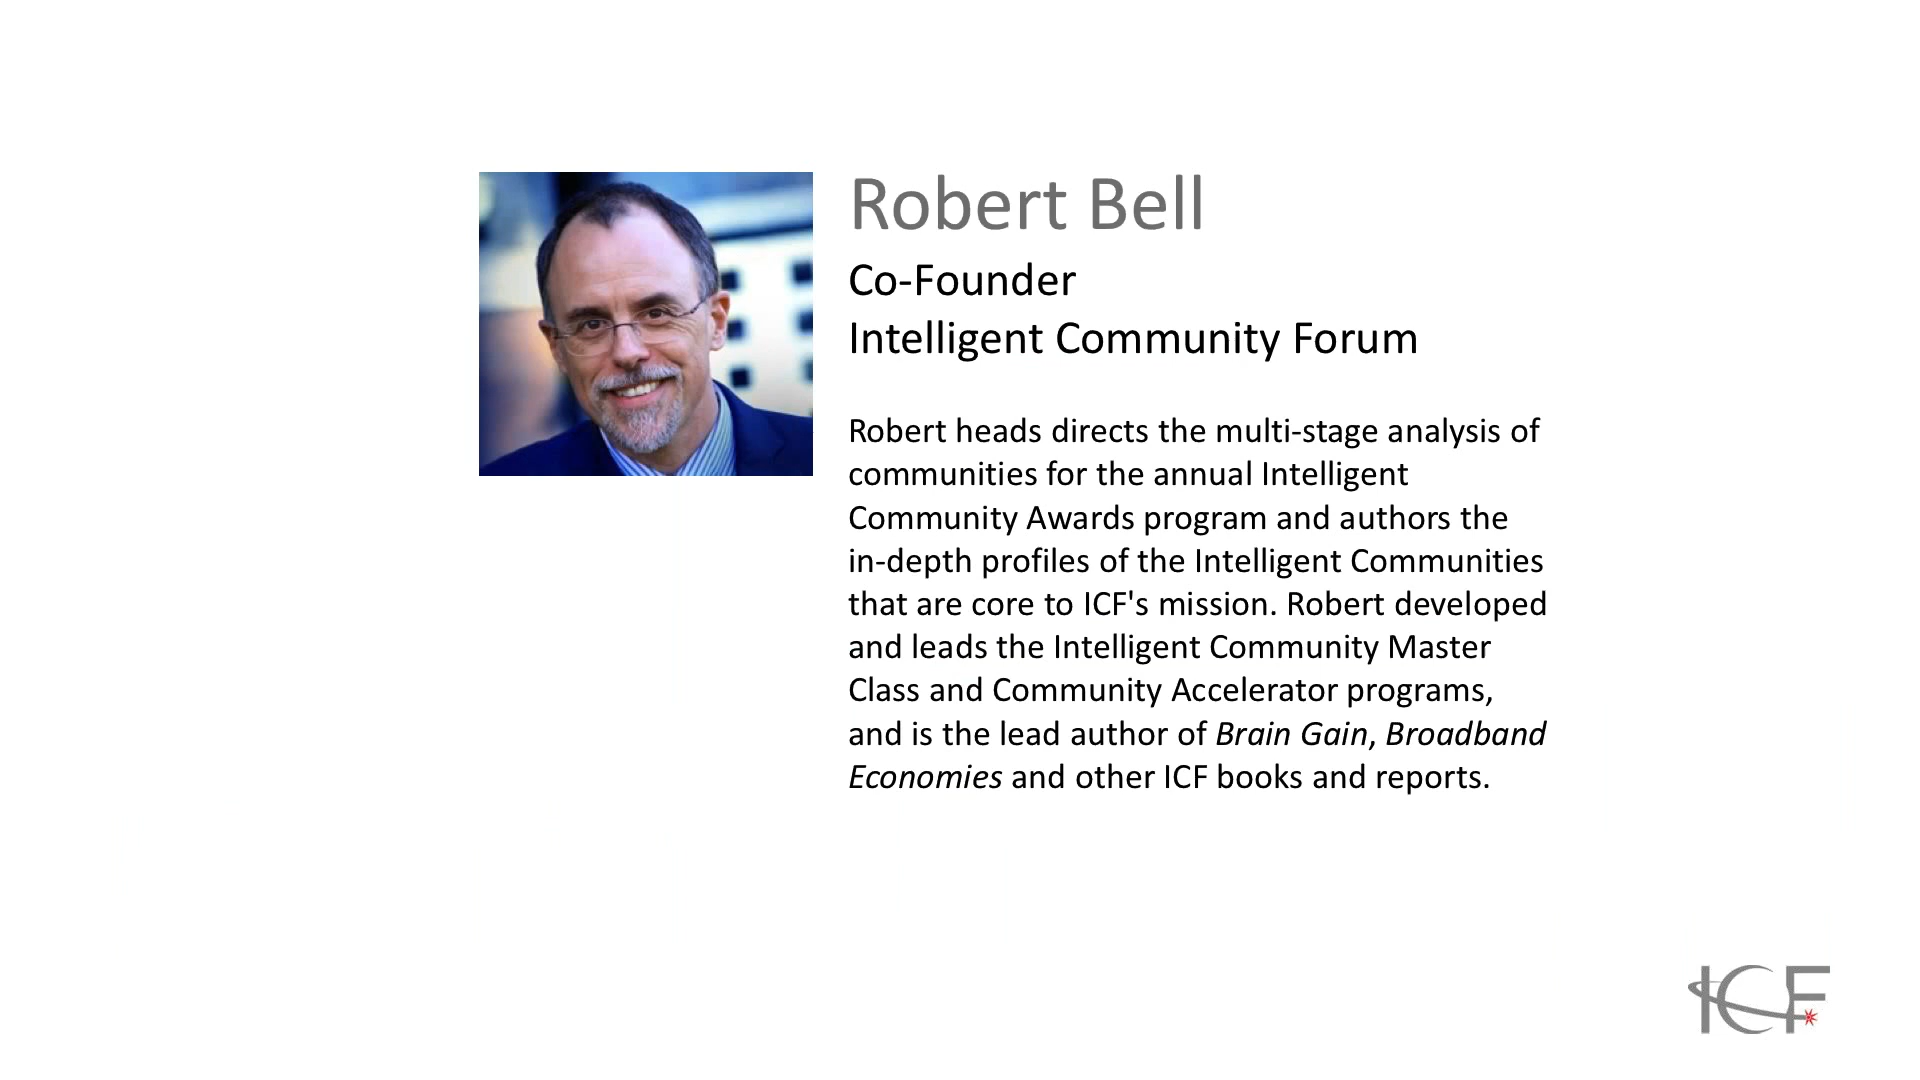 Robert Bell
Co-Founder
Intelligent Community Forum
Robert heads directs the multi-stage analysis of
communities for the annual Intelligent
Community Awards program and authors the
in-depth profiles of the Intelligent Communities
that are core to ICF's mission. Robert developed
and leads the Intelligent Community Master
Class and Community Accelerator programs,
and is the lead author of Brain Gain, Broadband
Economies and other ICF books and reports.
ICF